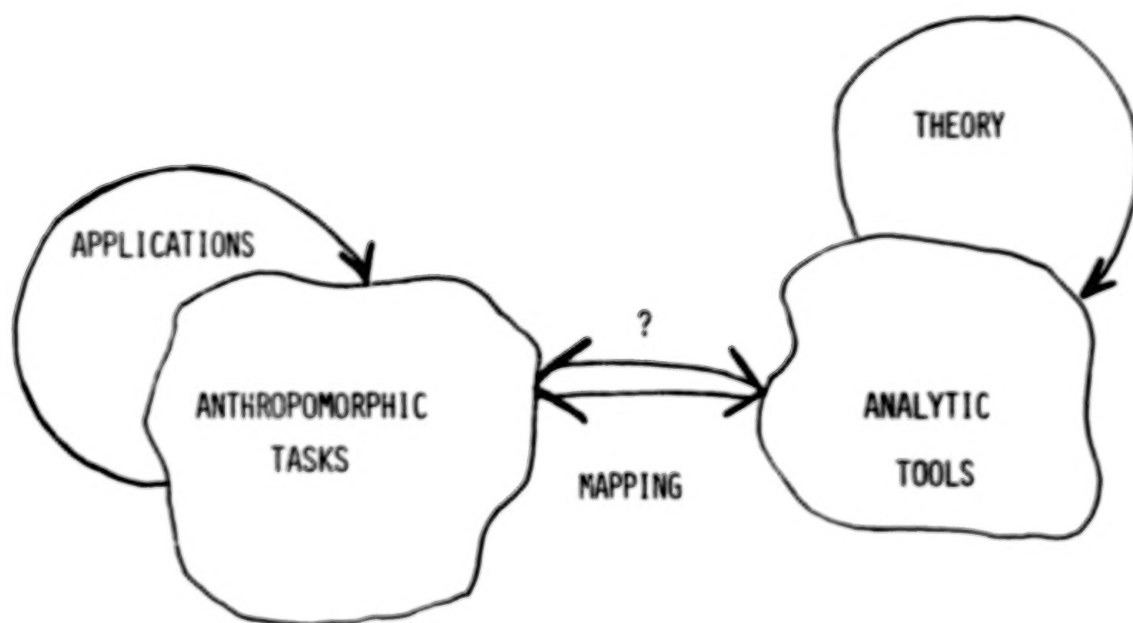 THEORY
APPLICATIONS
?
ANTHROPOMORPHIC
TASKS
ANALYTIC
TOOLS
MAPPING